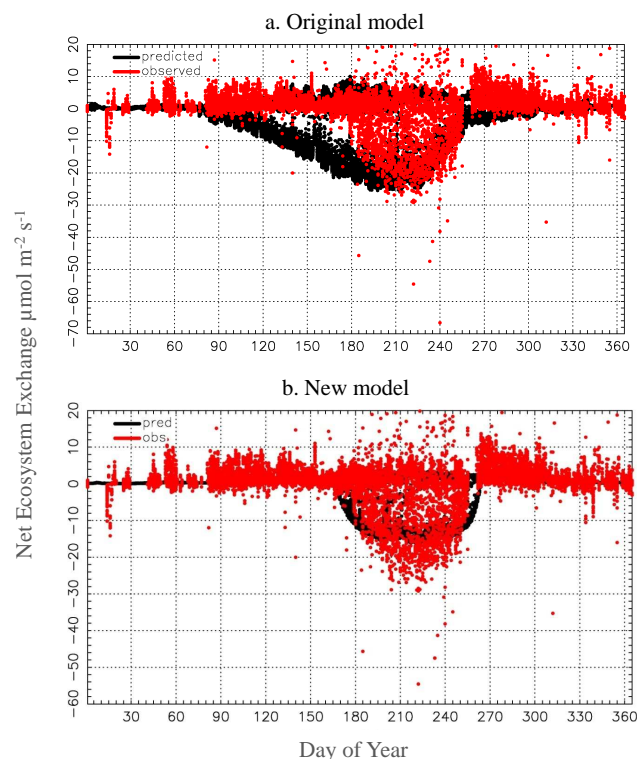 a. Original model
20
predicted
10
observed
0
−10
−20
−30
−40
−50
−60
−70
30 60 90 120 150 180 210 240 270 300 330 360
b. New model
20
pred
10
obs
0
−10
−20
−30
−40
−50
−60
30 60 90 120 150 180 210 240 270 300 330 360
Net Ecosystem Exchange μmol m⁻² s⁻¹
Day of Year